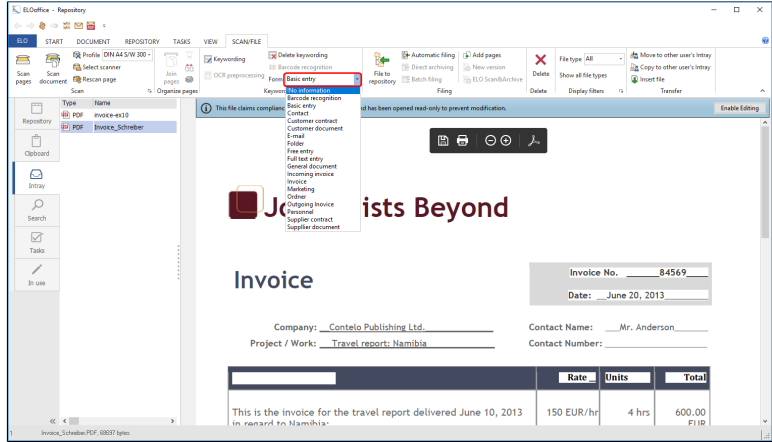 ELOoffice - Repository
ELO START DOCUMENT REPOSITORY TASKS VIEW SCAN/FILE
Scan pages
Scan document
Profile DIN A4 S/W 300
Select scanner
Rescan page
Scan
Join pages
Organize pages
Keywording
OCR preprocessing
Delete keywording
Barcode recognition
Form Basic entry
File to repository
Automatic filing
Direct archiving
Batch filing
Add pages
New version
ELO Scan&Archive
Filing
Delete
Delete
File type All
Show all file types
Display filters
Move to other user's Intray
Copy to other user's Intray
Insert file
Transfer
Repository
Clipboard
Intray
Search
Tasks
In use
Type Name
PDF invoice-ex10
PDF Invoice_Schreiber
!No information
Barcode recognition
Basic entry
Contact
Customer contract
Customer document
E-mail
Folder
Free entry
Full text entry
General document
Incoming invoice
Invoice
Marketing
Ordner
Outgoing Inovice
Personnel
Supplier contract
Suppllier document
This file claims complianc
d has been opened read-only to prevent modification.
Enable Editing
ists Beyond
Invoice
Invoice No. 84569
Date: June 20, 2013
Company: Contelo Publishing Ltd.
Contact Name: Mr. Anderson
Project / Work: Travel report: Namibia
Contact Number:
Rate Units Total
This is the invoice for the travel report delivered June 10, 2013 150 EUR/hr 4 hrs 600.00
in regard to Namibia: EUR
1 Invoice_Schreiber.PDF, 68697 bytes